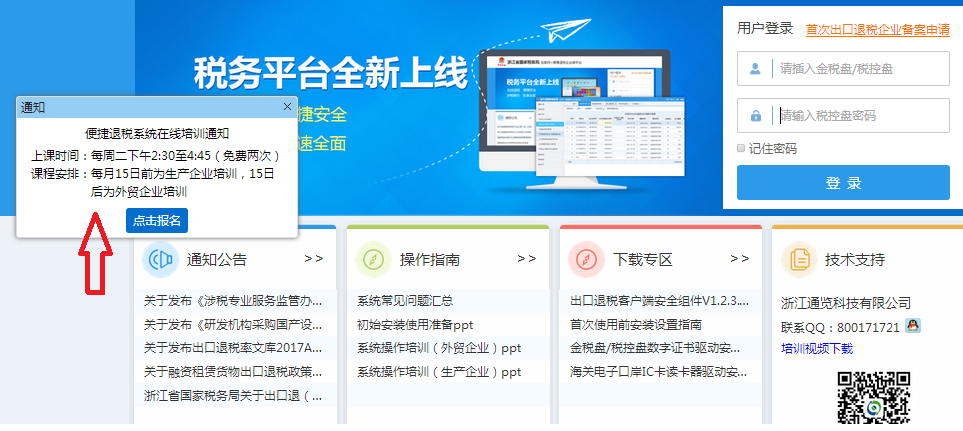 税务平台全新上线
捷安全
速全面
浙江省国家税务局
税务平台全新上线
用户登录
首次出口退税企业备案申请
请插入金税盘/税控盘
请输入税控盘密码
记住密码
登 录
通知
便捷退税系统在线培训通知
上课时间：每周二下午2:30至4:45（免费两次）
课程安排：每月15日前为生产企业培训，15日
后为外贸企业培训
点击报名
通知公告
>>
关于发布《涉税专业服务监管办...
关于发布《研发机构采购国产设...
关于发布出口退税率文库2017A...
关于融资租赁货物出口退税政策...
浙江省国家税务局关于出口退（...
操作指南
>>
系统常见问题汇总
初始安装使用准备ppt
系统操作培训（外贸企业）ppt
系统操作培训（生产企业）ppt
下载专区
>>
出口退税客户端安全组件V1.2.3....
首次使用前安装设置指南
金税盘/税控盘数字证书驱动安...
海关电子口岸IC卡读卡器驱动安...
技术支持
浙江通览科技有限公司
联系QQ：800171721
培训视频下载